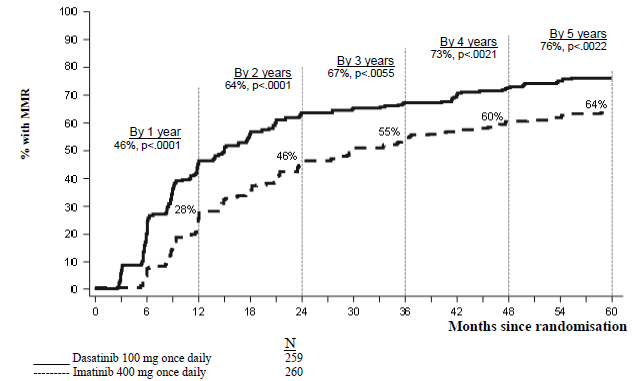 % with MMR
100
90
80
70
60
50
40
30
20
10
0
By 1 year
46%, p<.0001
By 2 years
64%, p<.0001
By 3 years
67%, p<.0055
By 4 years
73%, p<.0021
By 5 years
76%, p<.0022
28%
46%
55%
60%
64%
0 6 12 18 24 30 36 42 48 54 60
Months since randomisation
N
______ Dasatinib 100 mg once daily 259
--------- Imatinib 400 mg once daily 260